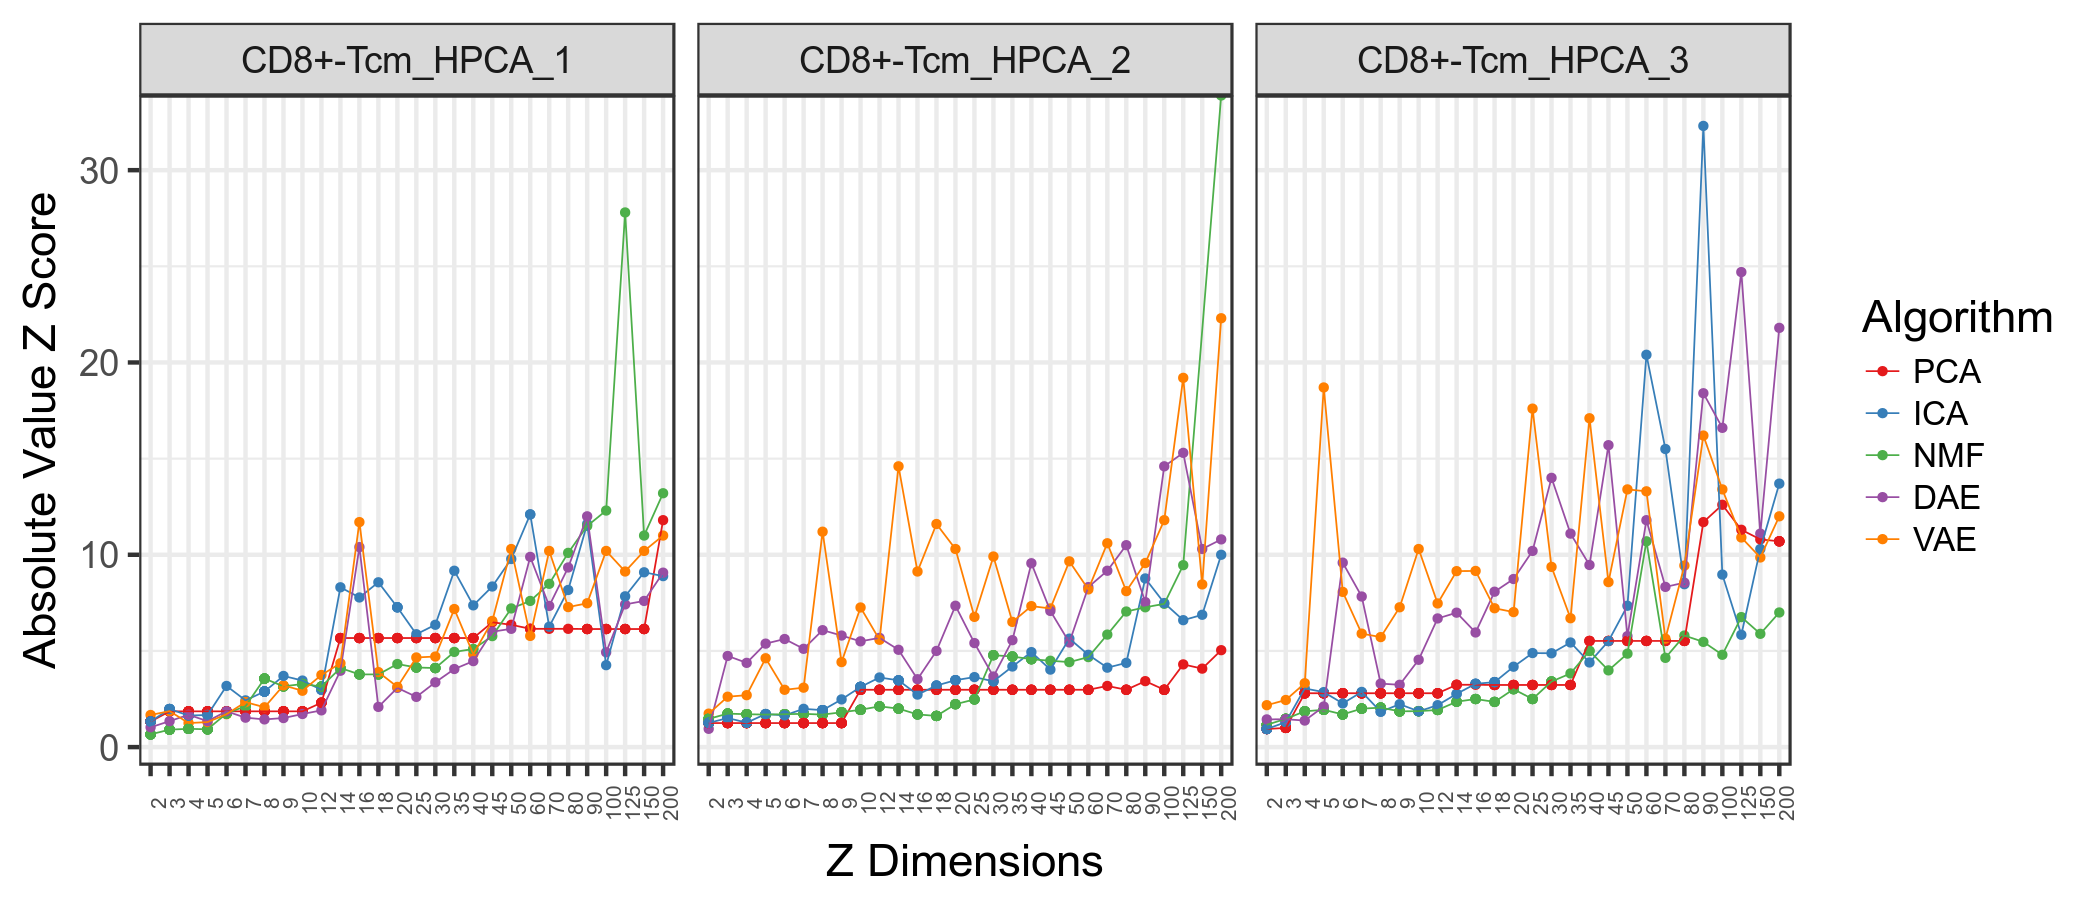 CD8+-Tcm_HPCA_1
CD8+-Tcm_HPCA_2
CD8+-Tcm_HPCA_3
Absolute Value Z Score
30
20
10
0
2 3 4 5 6 7 8 9 10 12 14 16 18 20 25 30 35 40 45 50 60 70 80 90 100 125 150 200
2 3 4 5 6 7 8 9 10 12 14 16 18 20 25 30 35 40 45 50 60 70 80 90 100 125 150 200
2 3 4 5 6 7 8 9 10 12 14 16 18 20 25 30 35 40 45 50 60 70 80 90 100 125 150 200
Z Dimensions
Algorithm
PCA
ICA
NMF
DAE
VAE